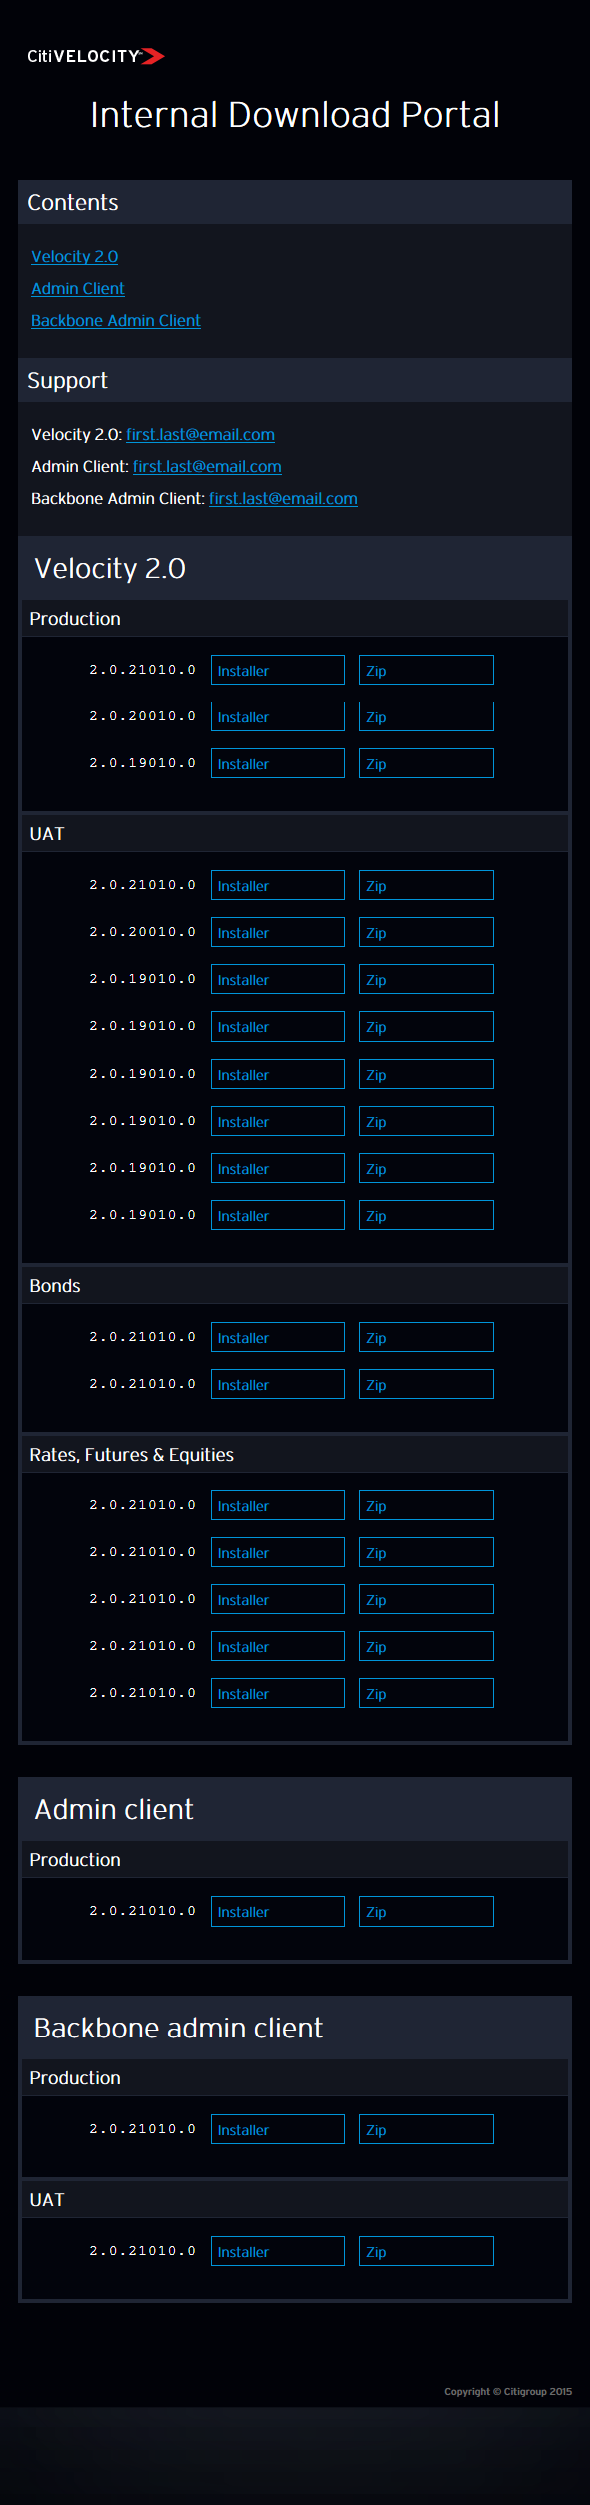 CitiVELOCITY™
Internal Download Portal
Contents
Velocity 2.0
Admin Client
Backbone Admin Client
Support
Velocity 2.0: first.last@email.com
Admin Client: first.last@email.com
Backbone Admin Client: first.last@email.com
Velocity 2.0
Production
2.0.21010.0 Installer Zip
2.0.20010.0 Installer Zip
2.0.19010.0 Installer Zip
UAT
2.0.21010.0 Installer Zip
2.0.20010.0 Installer Zip
2.0.19010.0 Installer Zip
2.0.19010.0 Installer Zip
2.0.19010.0 Installer Zip
2.0.19010.0 Installer Zip
2.0.19010.0 Installer Zip
2.0.19010.0 Installer Zip
Bonds
2.0.21010.0 Installer Zip
2.0.21010.0 Installer Zip
Rates, Futures & Equities
2.0.21010.0 Installer Zip
2.0.21010.0 Installer Zip
2.0.21010.0 Installer Zip
2.0.21010.0 Installer Zip
2.0.21010.0 Installer Zip
Admin client
Production
2.0.21010.0 Installer Zip
Backbone admin client
Production
2.0.21010.0 Installer Zip
UAT
2.0.21010.0 Installer Zip
Copyright © Citigroup 2015